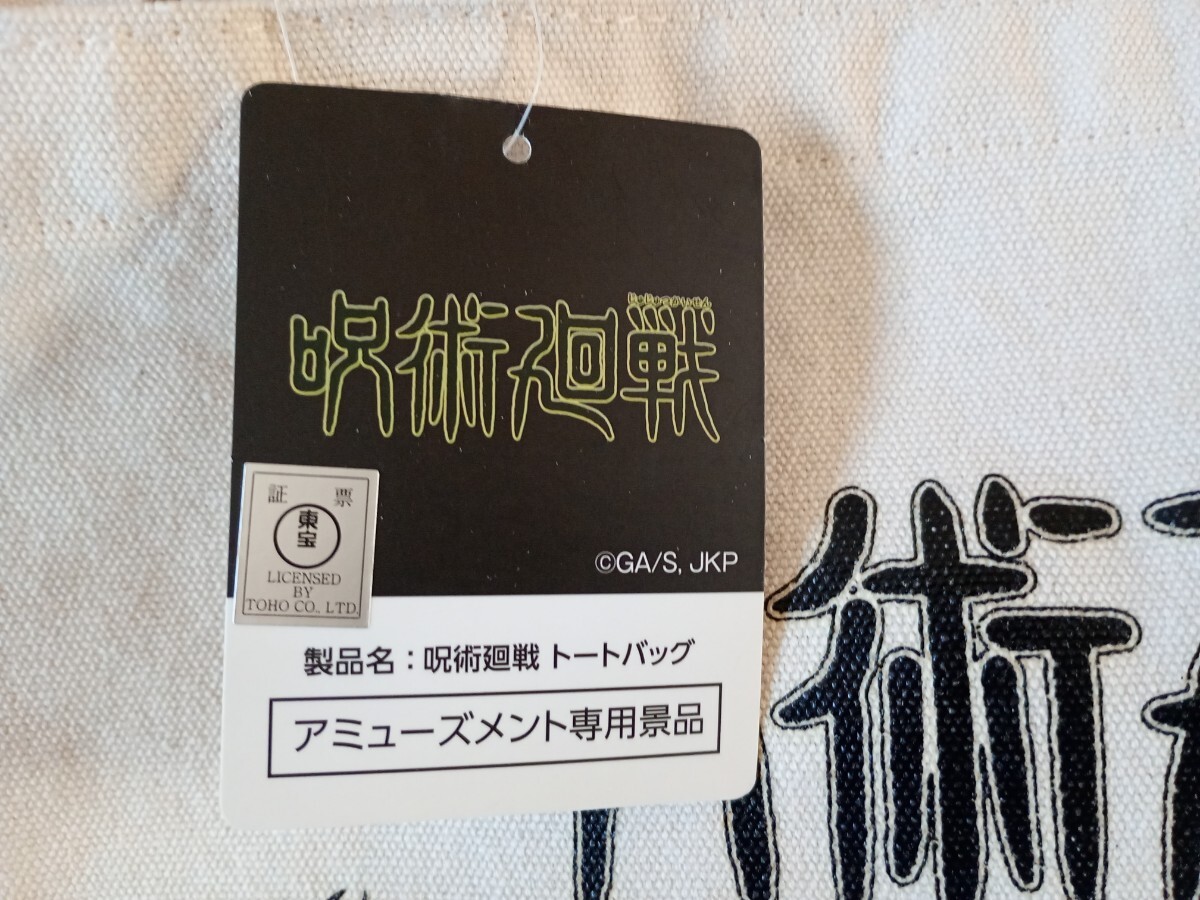 じゅじゅつかいせん
呪術廻戦
証 票
東宝
LICENSED
BY
TOHO CO., LTD.
©GA/S, JKP
製品名：呪術廻戦 トートバッグ
アミューズメント専用景品
術